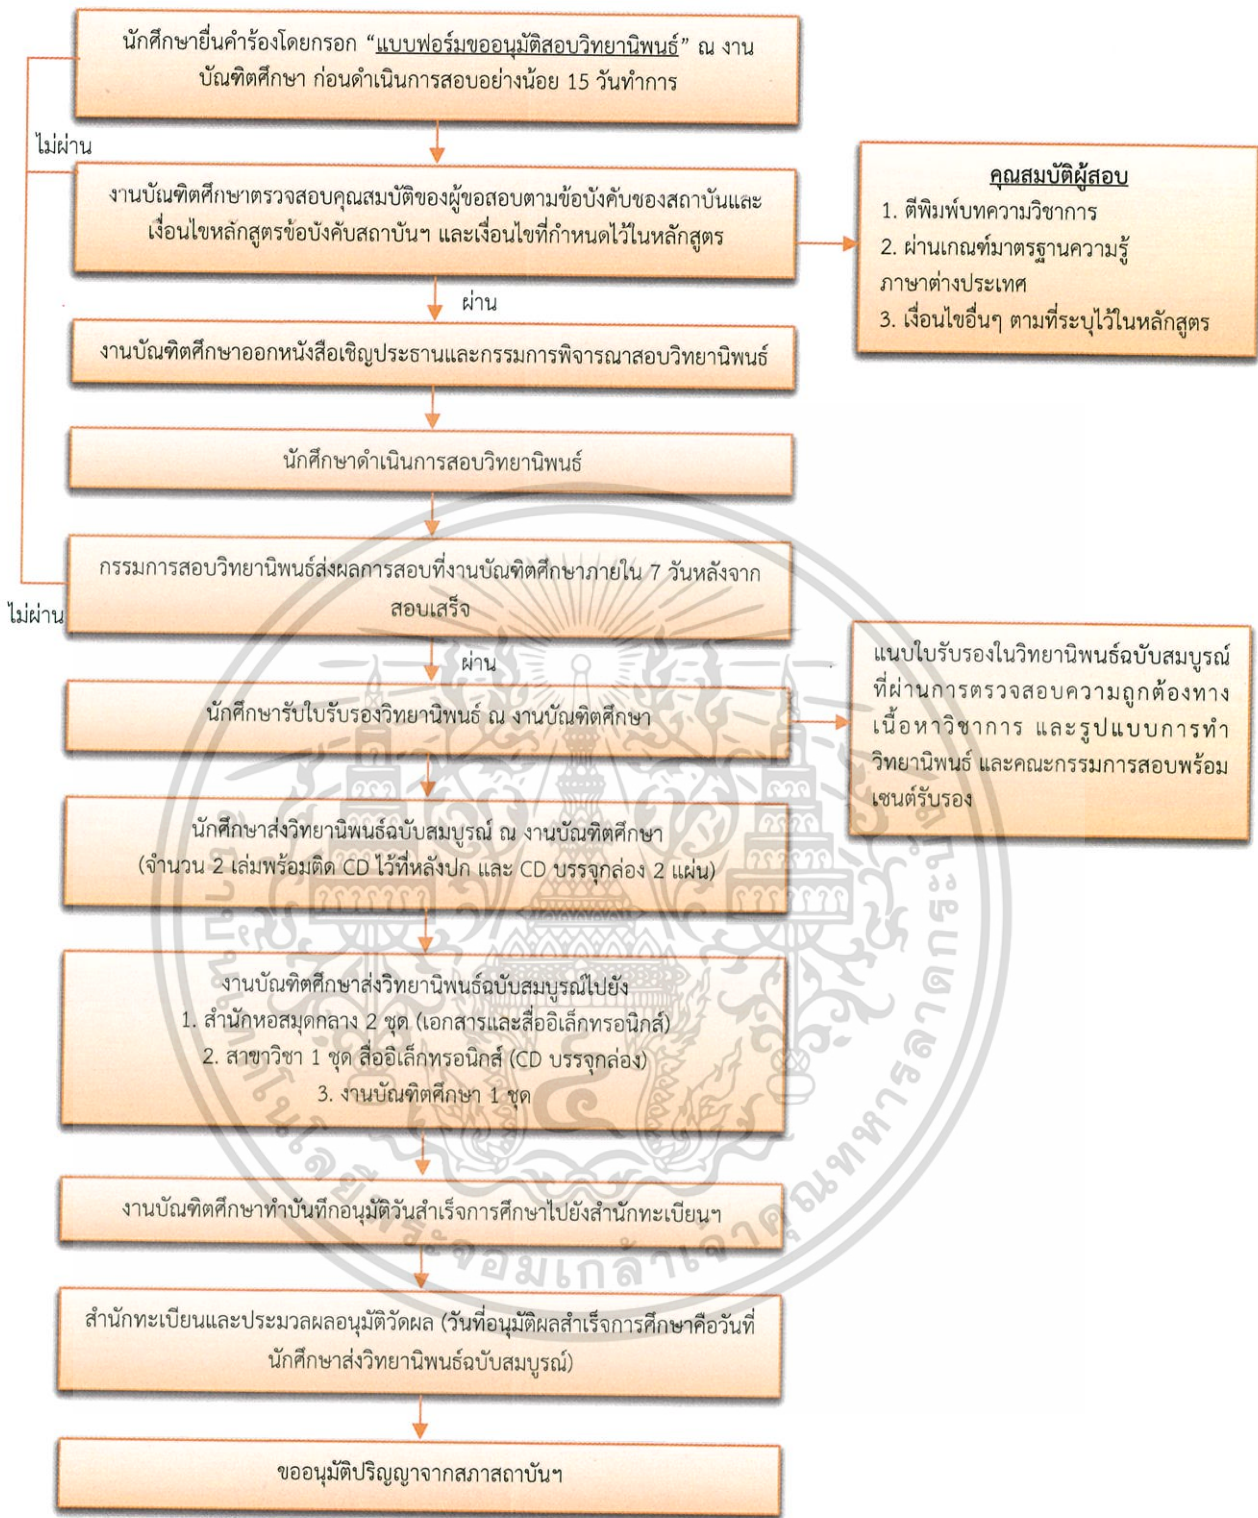 นักศึกษายื่นคำร้องโดยกรอก “แบบฟอร์มขออนุมัติสอบวิทยานิพนธ์” ณ งาน
บัณฑิตศึกษา ก่อนดำเนินการสอบอย่างน้อย 15 วันทำการ
ไม่ผ่าน
งานบัณฑิตศึกษาตรวจสอบคุณสมบัติของผู้ขอสอบตามข้อบังคับชองสถาบันและ
เงื่อนไขหลักสูตรข้อบังคับสถาบันฯ และเงื่อนไขที่กำหนดไว้ในหลักสูตร
คุณสมบัติผู้สอบ
1. ตีพิมพ์บทความวิชาการ
2. ผ่านเกณฑ์มาตรฐานความรู้
ภาษาต่างประเทศ
3. เงื่อนไขอื่นๆ ตามที่ระบุไว้ในหลักสูตร
ผ่าน
งานบัณฑิตศึกษาออกหนังสือเชิญประธานและกรรมการพิจารณาสอบวิทยานิพนธ์
นักศึกษาดำเนินการสอบวิทยานิพนธ์
กรรมการสอบวิทยานิพนธ์ส่งผลการสอบที่งานบัณฑิตศึกษาภายใน 7 วันหลังจาก
สอบเสร็จ
ไม่ผ่าน
ผ่าน
นักศึกษารับใบรับรองวิทยานิพนธ์ ณ งานบัณฑิตศึกษา
แนบใบรับรองในวิทยานิพนธ์ฉบับสมบูรณ์
ที่ผ่านการตรวจสอบความถูกต้องทาง
เนื้อหาวิชาการ และรูปแบบการทำ
วิทยานิพนธ์ และคณะกรรมการสอบพร้อม
เซนต์รับรอง
นักศึกษาส่งวิทยานิพนธ์ฉบับสมบูรณ์ ณ งานบัณฑิตศึกษา
(จำนวน 2 เล่มพร้อมติด CD ไว้ที่หลังปก และ CD บรรจุกล่อง 2 แผ่น)
งานบัณฑิตศึกษาส่งวิทยานิพนธ์ฉบับสมบูรณ์ไปยัง
1. สำนักหอสมุดกลาง 2 ชุด (เอกสารและสื่ออิเล็กทรอนิกส์)
2. สาขาวิชา 1 ชุด สื่ออิเล็กทรอนิกส์ (CD บรรจุกล่อง)
3. งานบัณฑิตศึกษา 1 ชุด
งานบัณฑิตศึกษาทำบันทึกอนุมัติวันสำเร็จการศึกษาไปยังสำนักทะเบียนฯ
สำนักทะเบียนและประมวลผลอนุมัติวัดผล (วันที่อนุมัติผลสำเร็จการศึกษาคือวันที่
นักศึกษาส่งวิทยานิพนธ์ฉบับสมบูรณ์)
ขออนุมัติปริญญาจากสภาสถาบันฯ
สถาบันเทคโนโลยีพระจอมเกล้าเจ้าคุณทหารลาดกระบัง